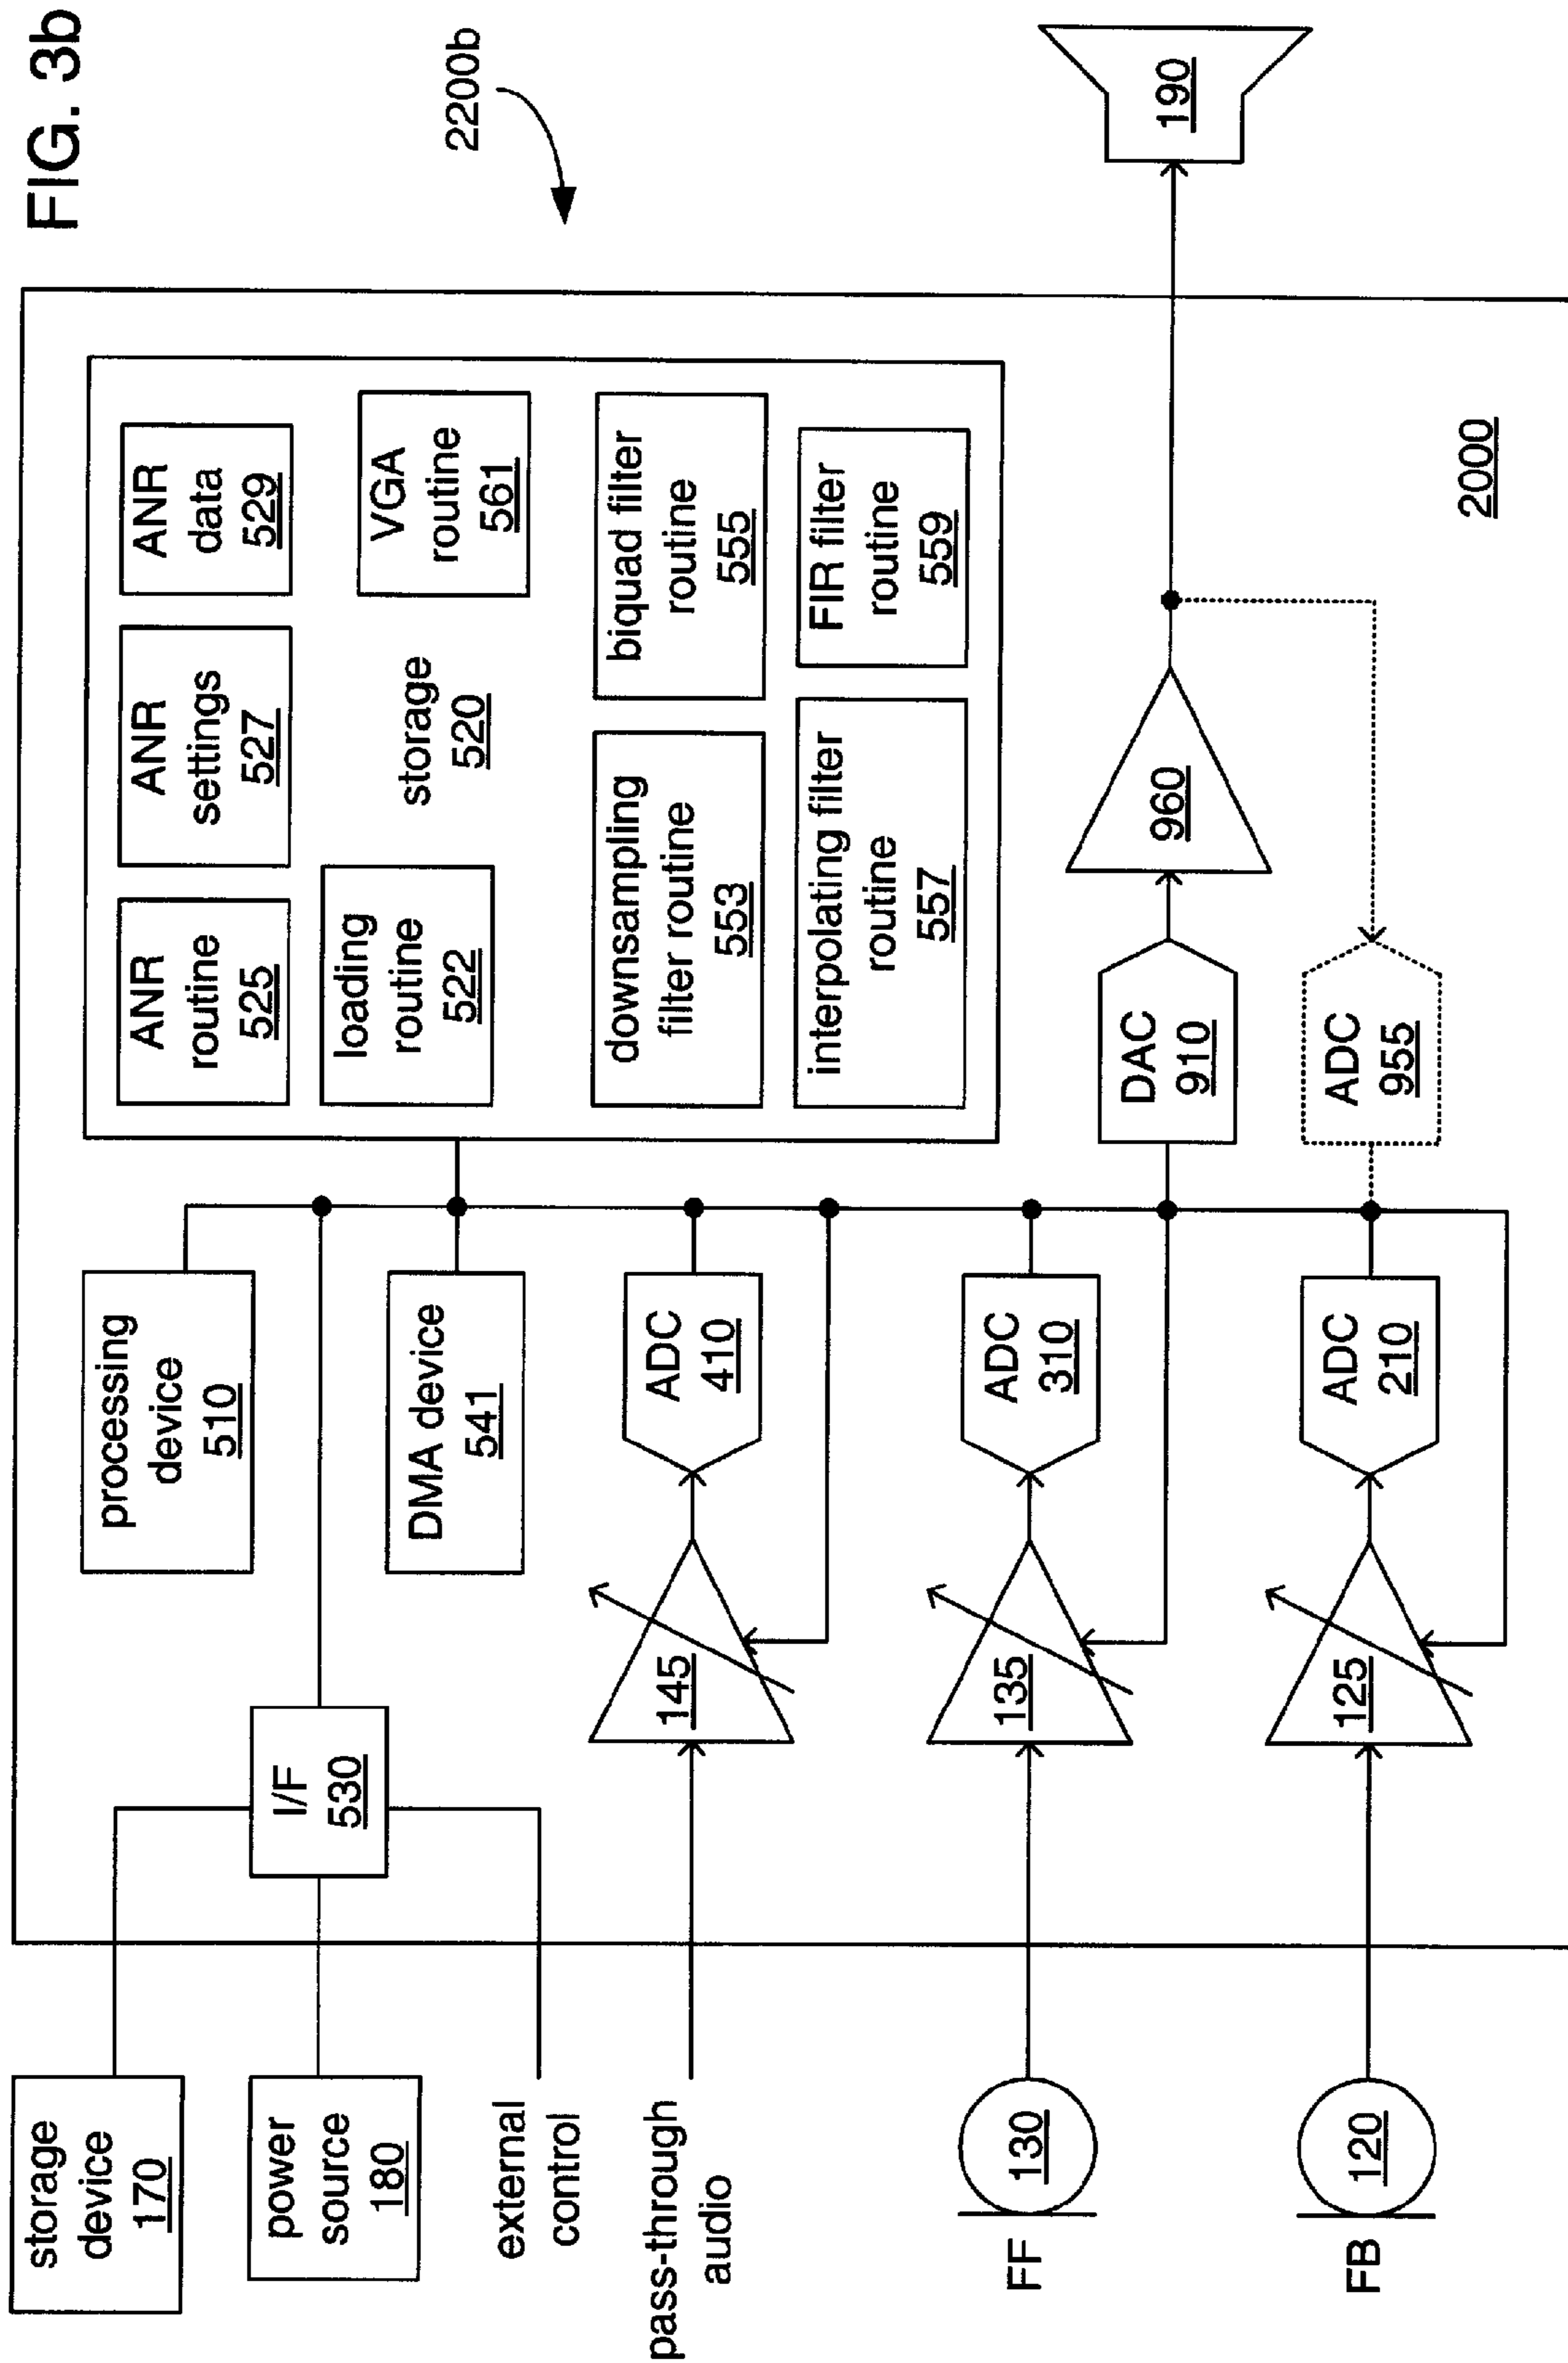 FIG. 3b
2200b
storage
device
170
power
source
180
external
control
pass-through
audio
FF
130
FB
120
I/F
530
processing
device
510
DMA device
541
145
ADC
410
135
ADC
310
125
ADC
210
ANR
routine
525
ANR
settings
527
ANR
data
529
loading
routine
522
storage
520
VGA
routine
561
downsampling
filter routine
553
biquad filter
routine
555
interpolating filter
routine
557
FIR filter
routine
559
DAC
910
960
ADC
955
190
2000